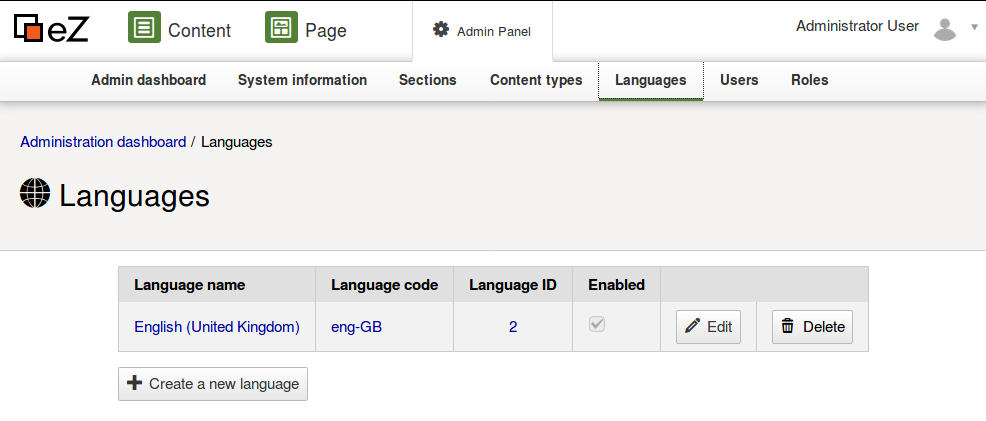 eZ Content Page Admin Panel Administrator User
Admin dashboard System information Sections Content types Languages Users Roles
Administration dashboard / Languages
Languages
Language name Language code Language ID Enabled
English (United Kingdom) eng-GB 2 Edit Delete
Create a new language